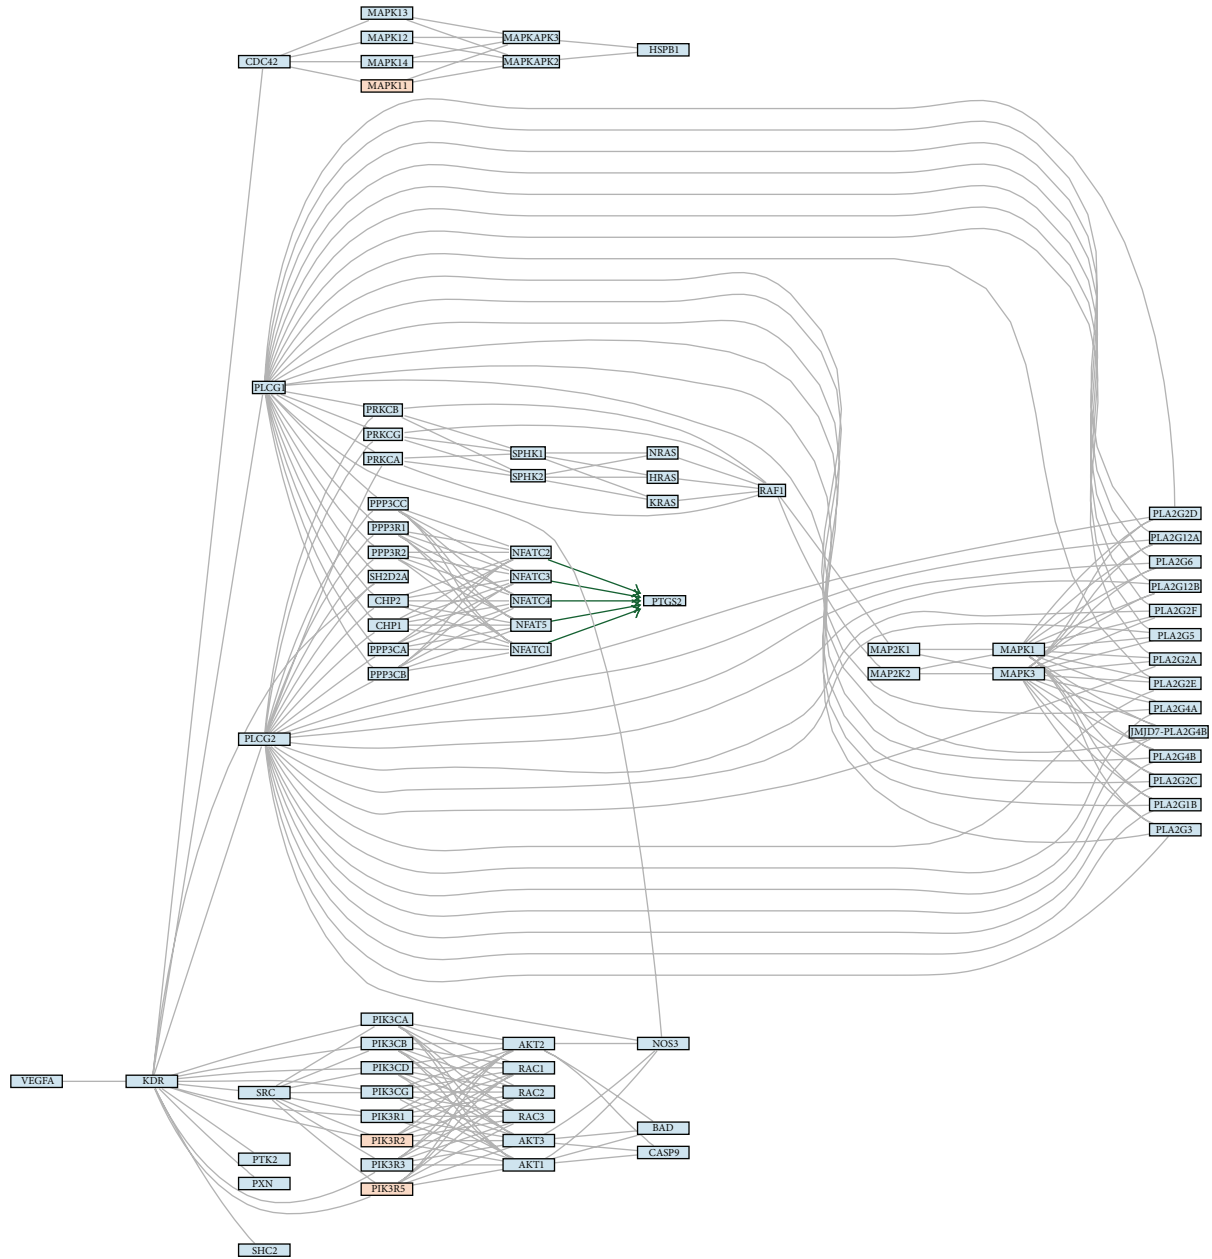 MAPK13
MAPK12
MAPKAPK3
HSPB1
CDC42
MAPK14
MAPKAPK2
MAPK11
PLCG1
PRKCB
PRKCG
PRKCA
SPHK1
SPHK2
NRAS
HRAS
KRAS
RAF1
PPP3CC
PPP3R1
PPP3R2
SH2D2A
CHP2
CHP1
PPP3CA
PPP3CB
NFATC2
NFATC3
NFATC4
NFAT5
NFATC1
PTGS2
MAP2K1
MAP2K2
MAPK1
MAPK3
PLA2G2D
PLA2G12A
PLA2G6
PLA2G12B
PLA2G2F
PLA2G5
PLA2G2A
PLA2G2E
PLA2G4A
JMJD7-PLA2G4B
PLA2G4B
PLA2G2C
PLA2G1B
PLA2G3
PLCG2
VEGFA
KDR
SRC
PTK2
PXN
SHC2
PIK3CA
PIK3CB
PIK3CD
PIK3CG
PIK3R1
PIK3R2
PIK3R3
PIK3R5
AKT2
RAC1
RAC2
RAC3
AKT3
AKT1
NOS3
BAD
CASP9